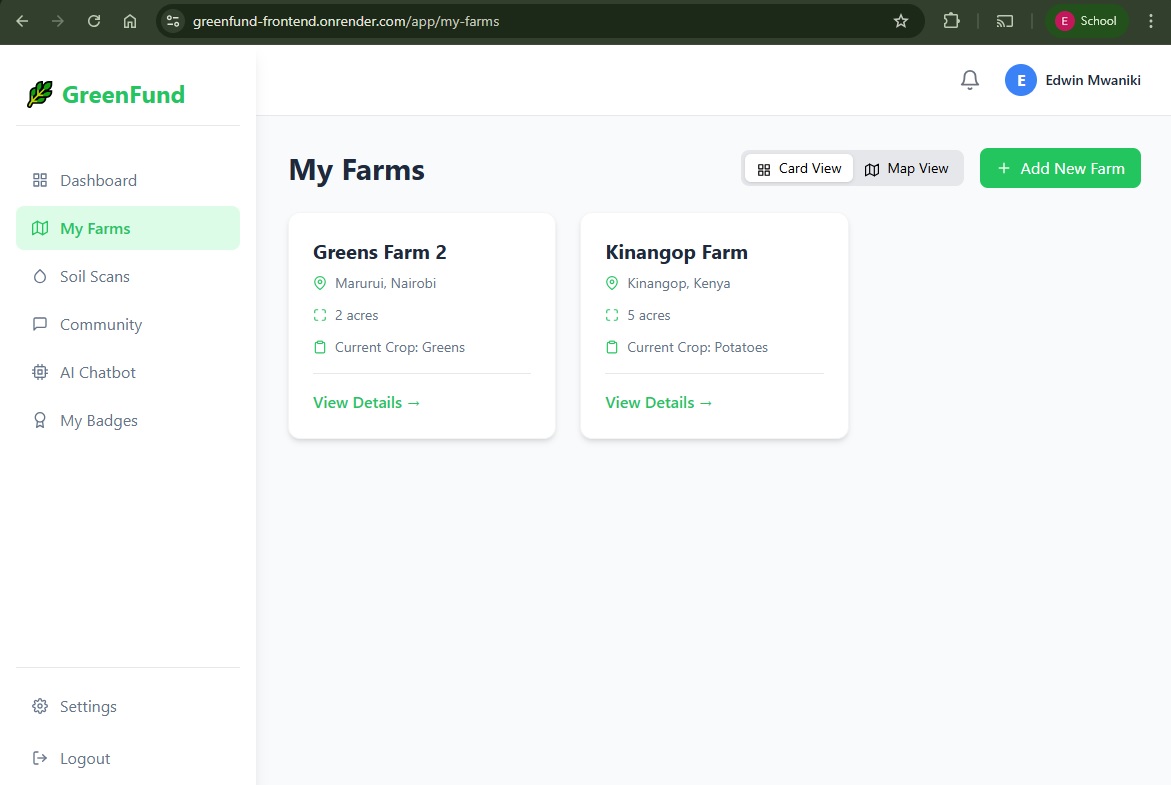 greenfund-frontend.onrender.com/app/my-farms
E School
GreenFund
E Edwin Mwaniki
Dashboard
My Farms
Soil Scans
Community
AI Chatbot
My Badges
Settings
Logout
My Farms
Card View
Map View
+ Add New Farm
Greens Farm 2
Marurui, Nairobi
2 acres
Current Crop: Greens
View Details →
Kinangop Farm
Kinangop, Kenya
5 acres
Current Crop: Potatoes
View Details →